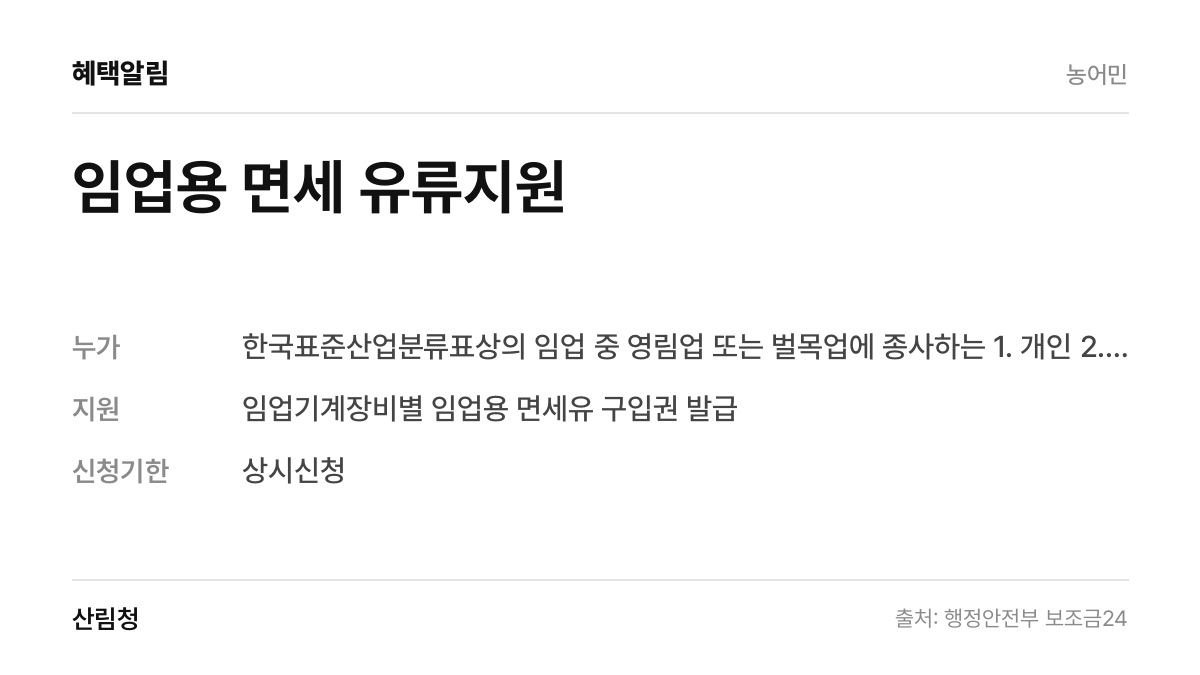 혜택알림
농어민
임업용 면세 유류지원
누가 한국표준산업분류표상의 임업 중 영림업 또는 벌목업에 종사하는 1. 개인 2....
지원 임업기계장비별 임업용 면세유 구입권 발급
신청기한 상시신청
산림청
출처: 행정안전부 보조금24